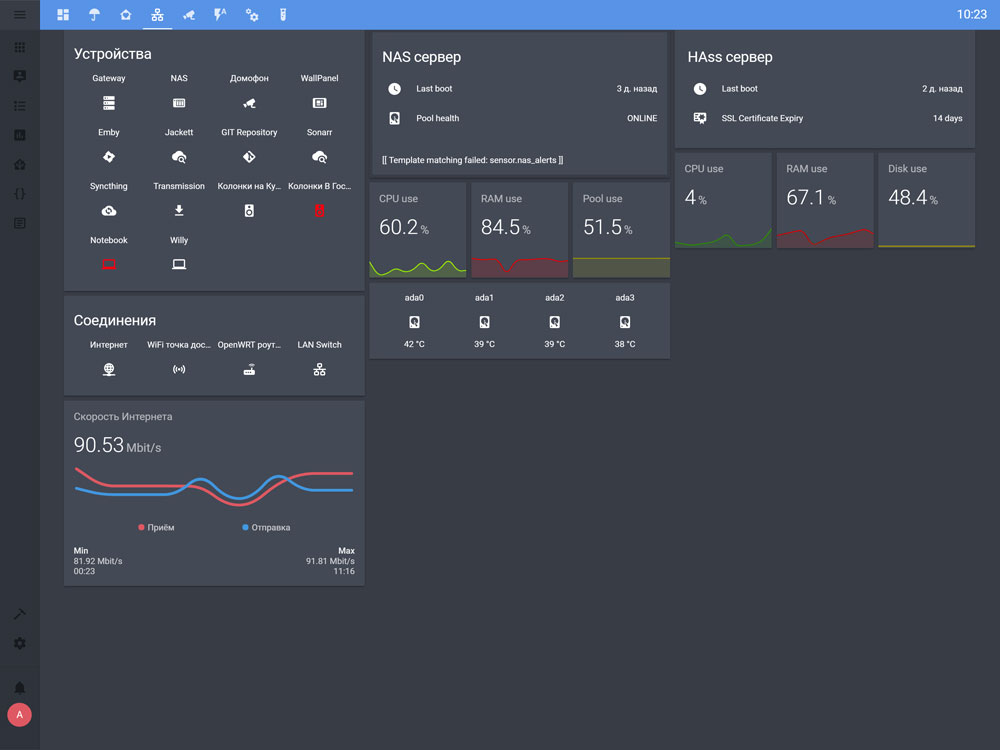 10:23
Устройства
Gateway NAS Домофон WallPanel
Emby Jackett GIT Repository Sonarr
Syncthing Transmission Колонки на Ку... Колонки В Гос...
Notebook Willy
Соединения
Интернет WiFi точка дос... OpenWRT роут... LAN Switch
Скорость Интернета
90.53 Mbit/s
Приём Отправка
Min Max
81.92 Mbit/s 91.81 Mbit/s
00:23 11:16
NAS сервер
Last boot 3 д. назад
Pool health ONLINE
[[ Template matching failed: sensor.nas_alerts ]]
CPU use RAM use Pool use
60.2 % 84.5 % 51.5 %
ada0 ada1 ada2 ada3
42 °C 39 °C 39 °C 38 °C
HAss сервер
Last boot 2 д. назад
SSL Certificate Expiry 14 days
CPU use RAM use Disk use
4 % 67.1 % 48.4 %
A